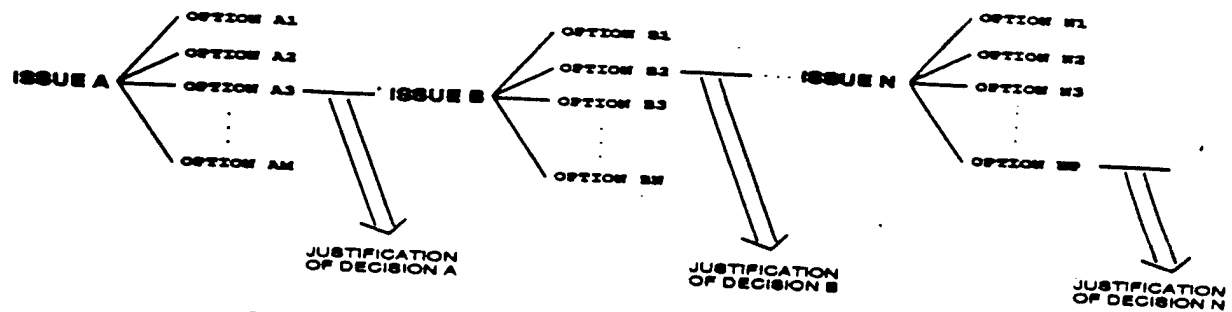 ISSUE A
OPTION A1
OPTION A2
OPTION A3
OPTION AM
JUSTIFICATION
OF DECISION A
ISSUE B
OPTION B1
OPTION B2
OPTION B3
OPTION BN
JUSTIFICATION
OF DECISION B
ISSUE N
OPTION N1
OPTION N2
OPTION N3
OPTION NP
JUSTIFICATION
OF DECISION N